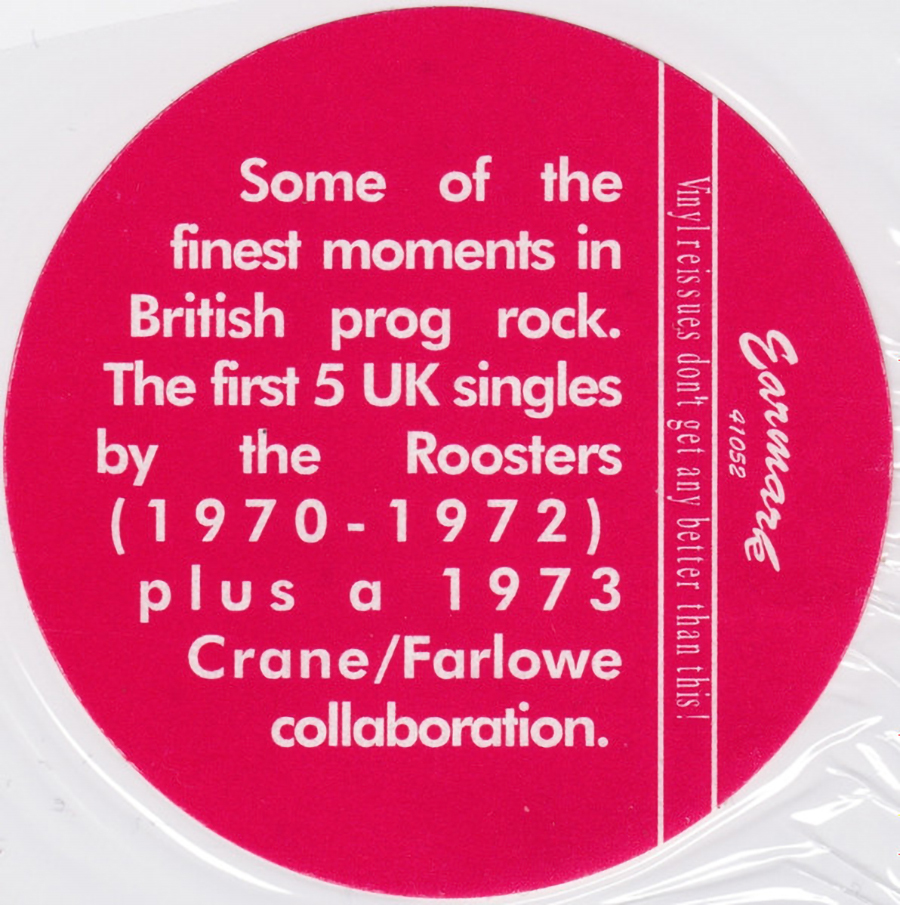 Some of the
finest moments in
British prog rock.
The first 5 UK singles
by the Roosters
(1970-1972)
plus a 1973
Crane/Farlowe
collaboration.
Vinyl reissues don't get any better than this!
Earmark
41052